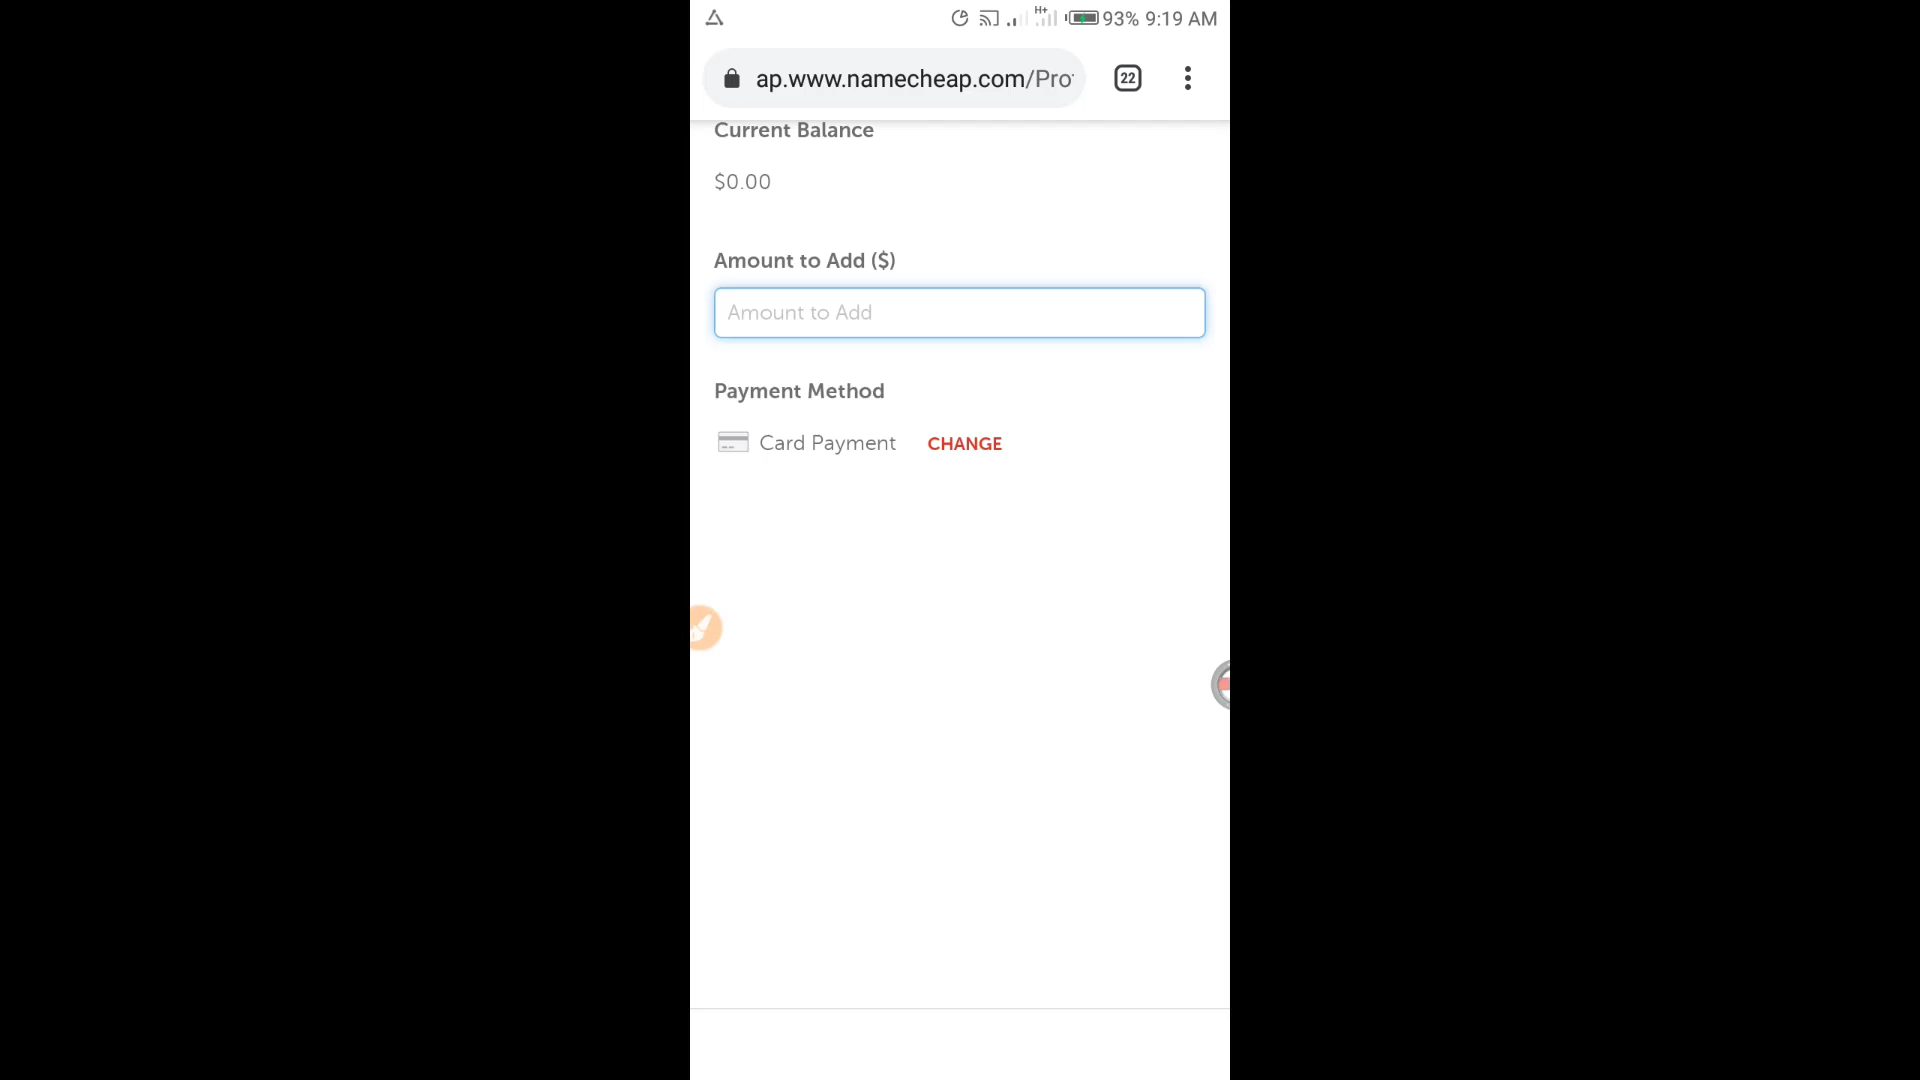 H+
93% 9:19 AM
ap.www.namecheap.com/Pro
22
Current Balance
$0.00
Amount to Add ($)
Amount to Add
Payment Method
Card Payment CHANGE